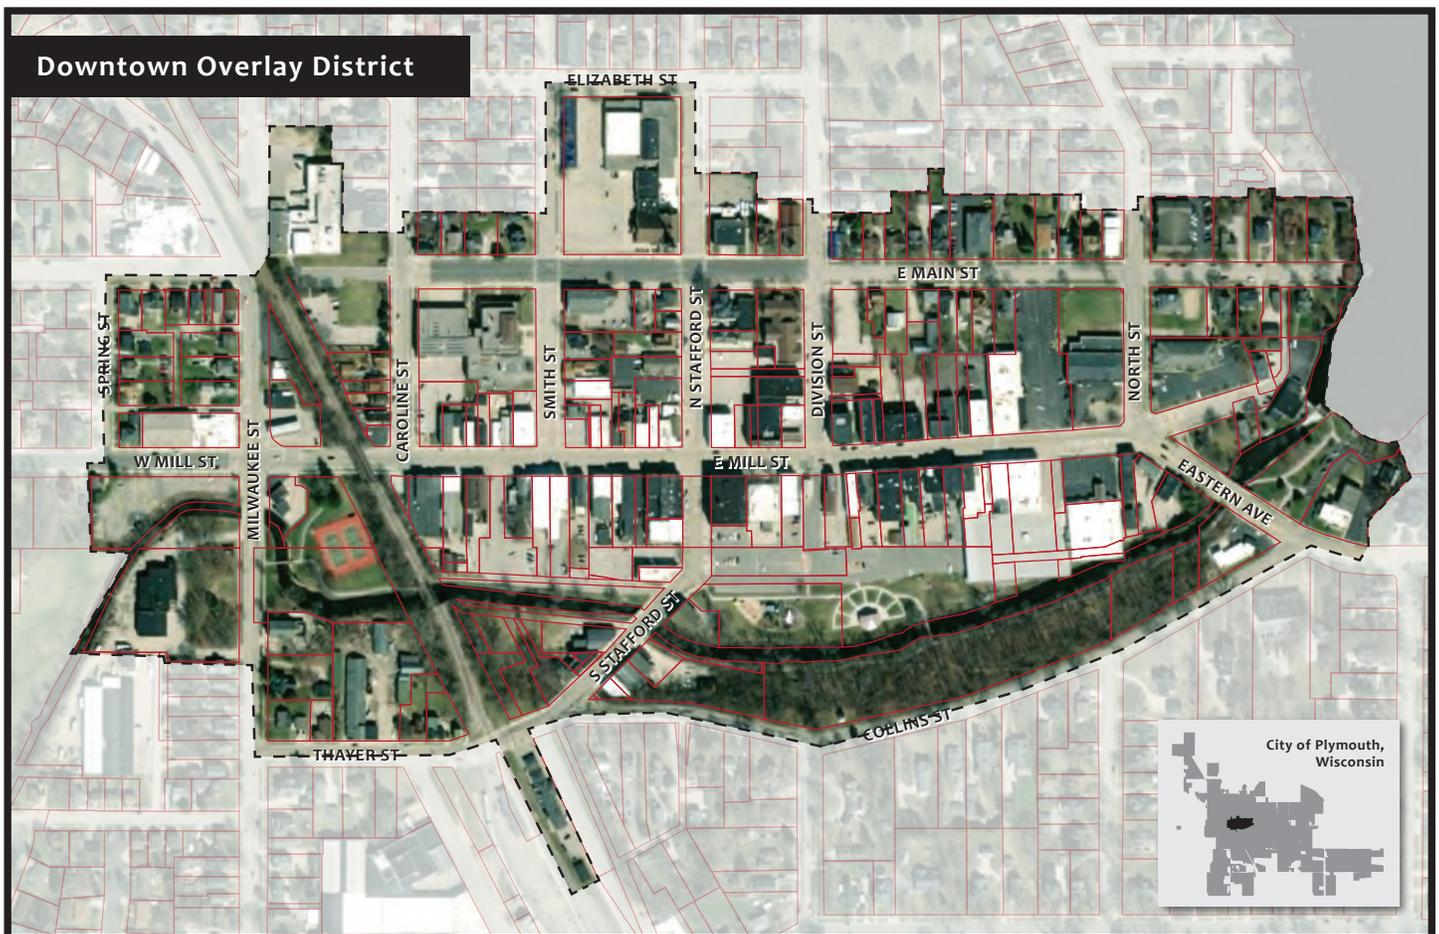 Downtown Overlay District
ELIZABETH ST
E MAIN ST
SPRING ST
N STAFFORD ST
DIVISION ST
NORTH ST
SMITH ST
CAROLINE ST
MILWAUKEE ST
W MILL ST
E MILL ST
EASTERN AVE
S STAFFORD ST
COLLINS ST
THAYER ST
City of Plymouth,
Wisconsin